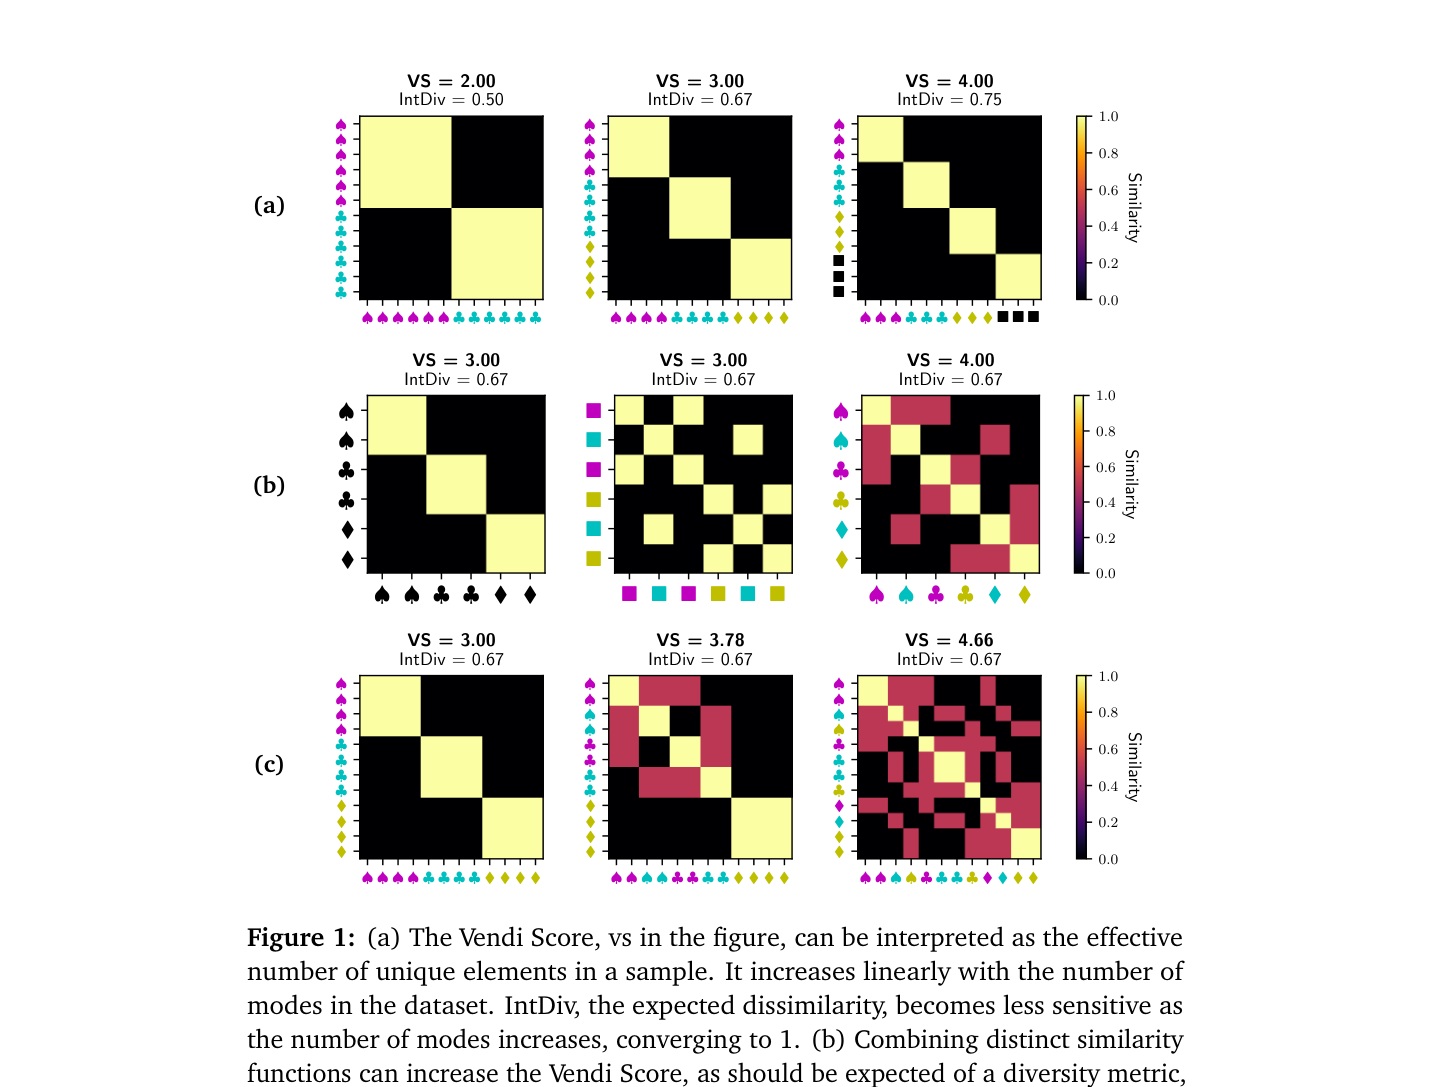 VS = 2.00 VS = 3.00 VS = 4.00
IntDiv = 0.50 IntDiv = 0.67 IntDiv = 0.75
(a)
1.0
0.8
0.6
0.4
0.2
0.0
Similarity
VS = 3.00 VS = 3.00 VS = 4.00
IntDiv = 0.67 IntDiv = 0.67 IntDiv = 0.67
(b)
1.0
0.8
0.6
0.4
0.2
0.0
Similarity
VS = 3.00 VS = 3.78 VS = 4.66
IntDiv = 0.67 IntDiv = 0.67 IntDiv = 0.67
(c)
1.0
0.8
0.6
0.4
0.2
0.0
Similarity
Figure 1: (a) The Vendi Score, vs in the figure, can be interpreted as the effective
number of unique elements in a sample. It increases linearly with the number of
modes in the dataset. IntDiv, the expected dissimilarity, becomes less sensitive as
the number of modes increases, converging to 1. (b) Combining distinct similarity
functions can increase the Vendi Score, as should be expected of a diversity metric,